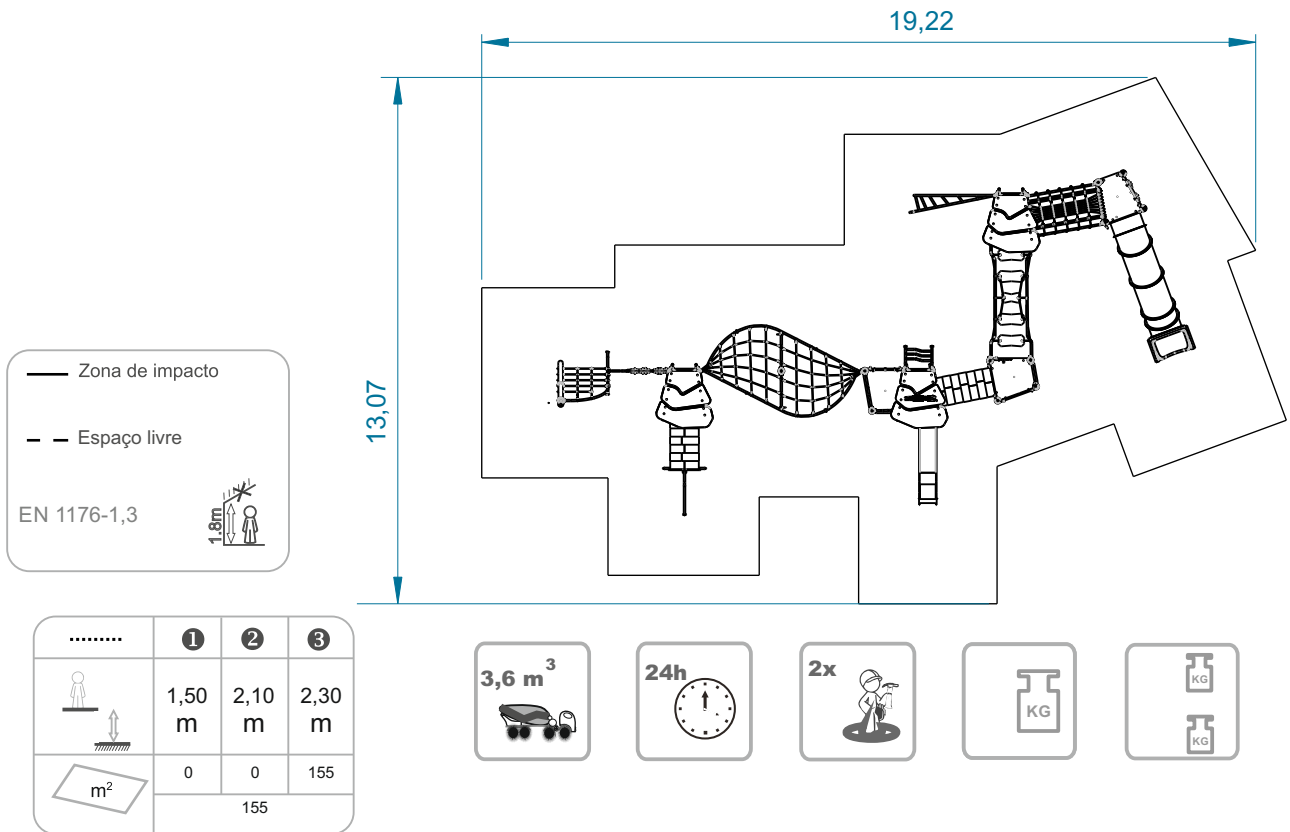 19,22
13,07
Zona de impacto
Espaço livre
EN 1176-1,3
1.8m
......... ❶ ❷ ❸
1,50 m 2,10 m 2,30 m
m² 0 0 155
155
3,6 m³
24h
2x
KG
KG
KG